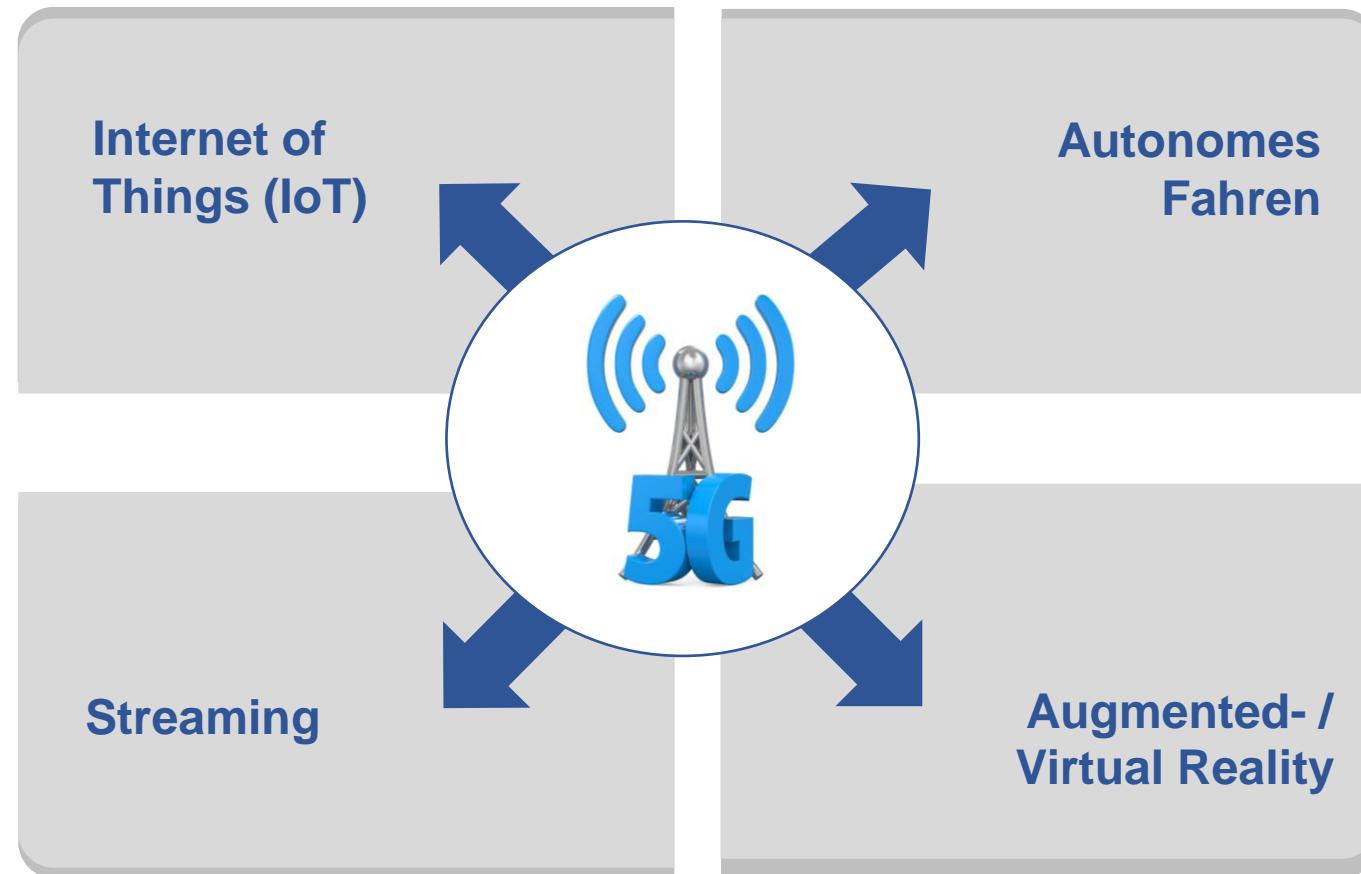 Internet of
Things (IoT)
Autonomes
Fahren
5G
Streaming
Augmented- /
Virtual Reality